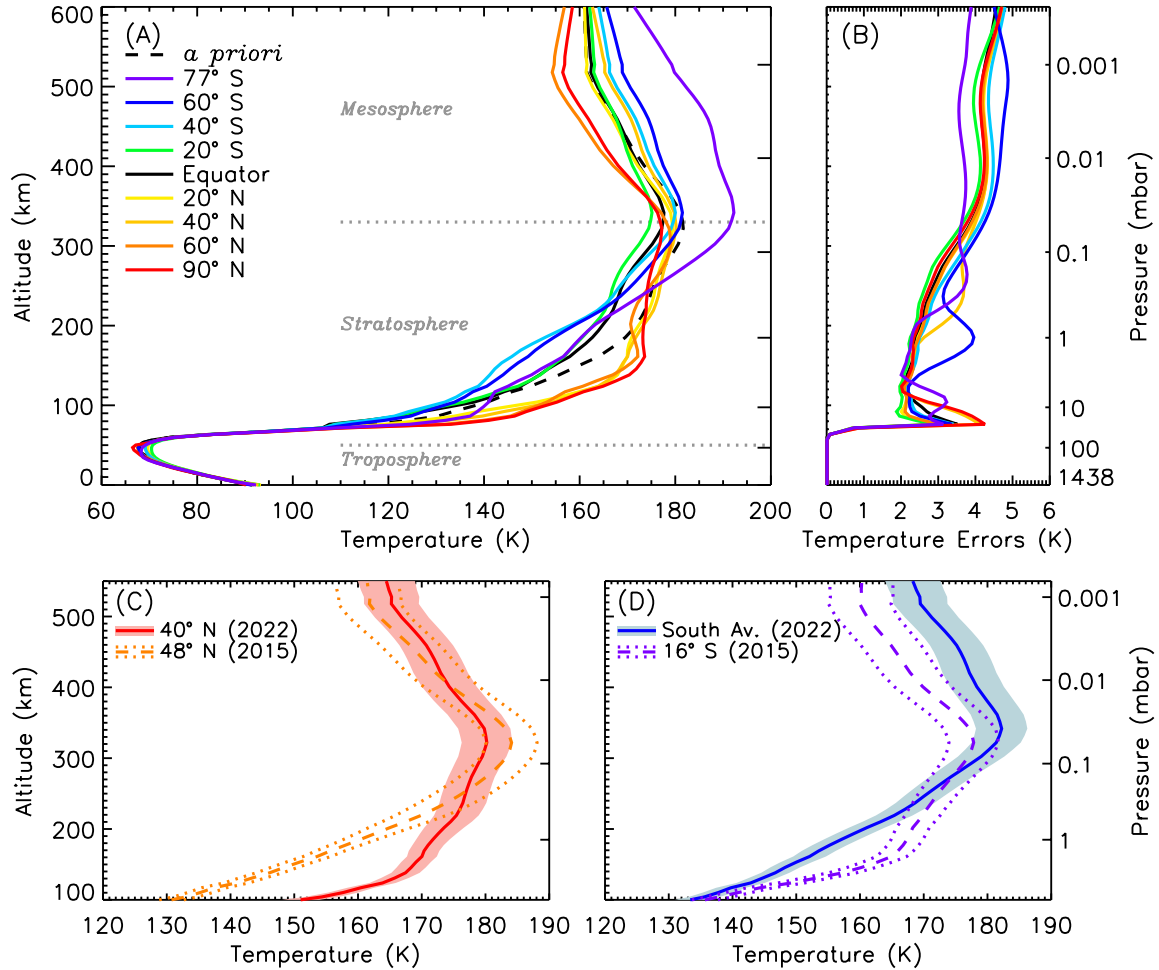 (A)
a priori
77° S
60° S
40° S
20° S
Equator
20° N
40° N
60° N
90° N
Mesosphere
Stratosphere
Troposphere
600
500
400
300
200
100
0
Altitude (km)
60 80 100 120 140 160 180 200
Temperature (K)
(B)
0.001
0.01
0.1
1
10
100
1438
Pressure (mbar)
0 1 2 3 4 5 6
Temperature Errors (K)
(C)
40° N (2022)
48° N (2015)
500
400
300
200
100
Altitude (km)
120 130 140 150 160 170 180 190
Temperature (K)
(D)
South Av. (2022)
16° S (2015)
0.001
0.01
0.1
1
Pressure (mbar)
120 130 140 150 160 170 180 190
Temperature (K)